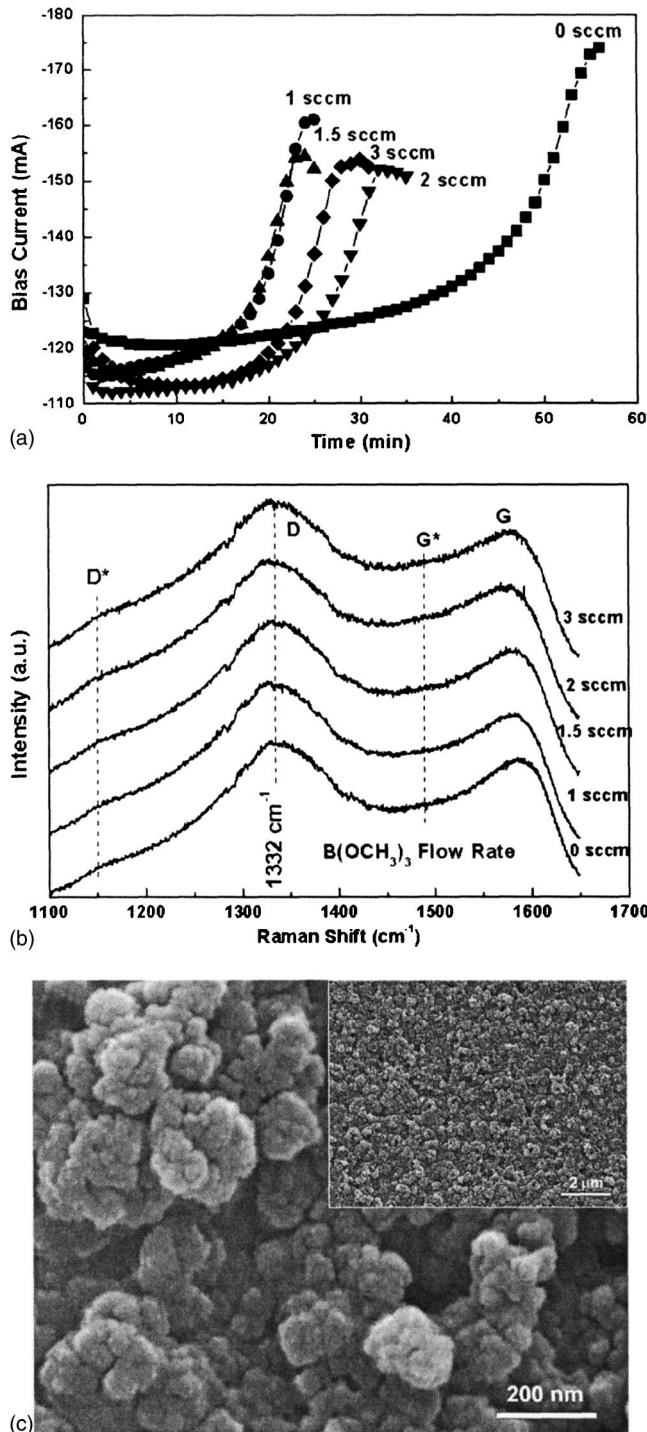 0 sccm
1 sccm
1.5 sccm
3 sccm
2 sccm
-180
-170
-160
-150
-140
-130
-120
-110
Bias Current (mA)
0 10 20 30 40 50 60
Time (min)
(a)
D*
D
G*
G
3 sccm
2 sccm
1.5 sccm
1 sccm
0 sccm
1332 cm⁻¹
B(OCH₃)₃ Flow Rate
Intensity (a.u.)
1100 1200 1300 1400 1500 1600 1700
Raman Shift (cm⁻¹)
(b)
2 µm
200 nm
(c)